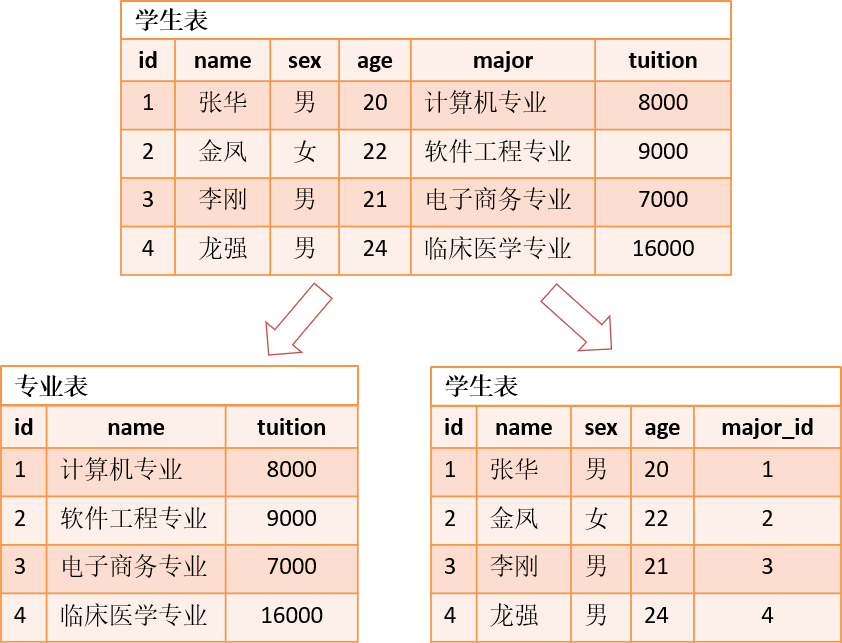 学生表
id name sex age major tuition
1 张华 男 20 计算机专业 8000
2 金凤 女 22 软件工程专业 9000
3 李刚 男 21 电子商务专业 7000
4 龙强 男 24 临床医学专业 16000
专业表
id name tuition
1 计算机专业 8000
2 软件工程专业 9000
3 电子商务专业 7000
4 临床医学专业 16000
学生表
id name sex age major_id
1 张华 男 20 1
2 金凤 女 22 2
3 李刚 男 21 3
4 龙强 男 24 4